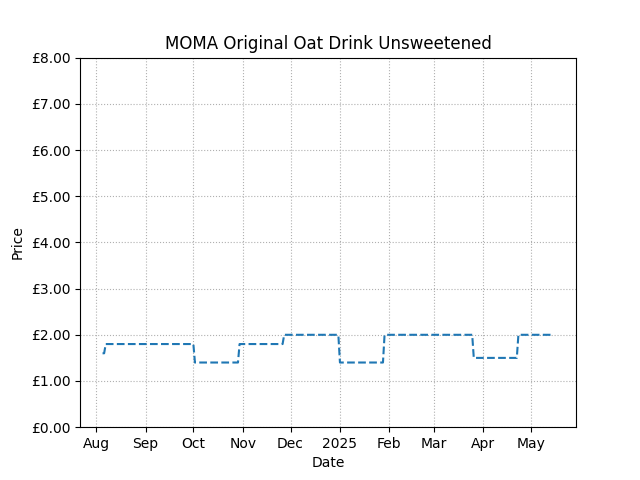 MOMA Original Oat Drink Unsweetened
£8.00
£7.00
£6.00
£5.00
£4.00
£3.00
£2.00
£1.00
£0.00
Price
Aug Sep Oct Nov Dec 2025 Feb Mar Apr May
Date